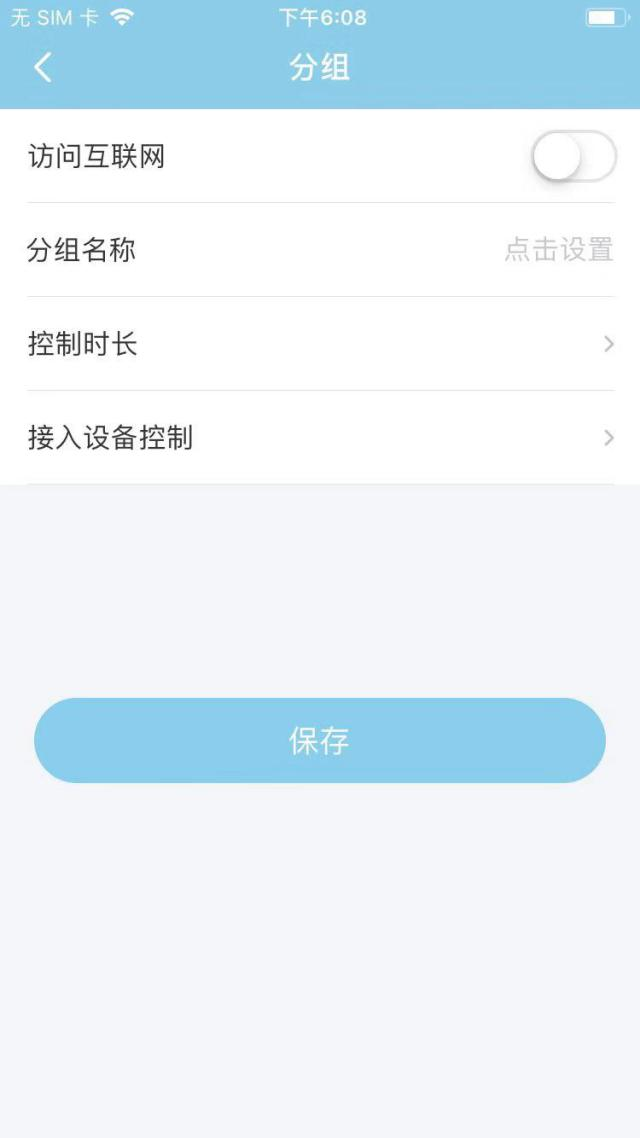 无 SIM 卡 下午6:08
分组
访问互联网
分组名称 点击设置
控制时长
接入设备控制
保存